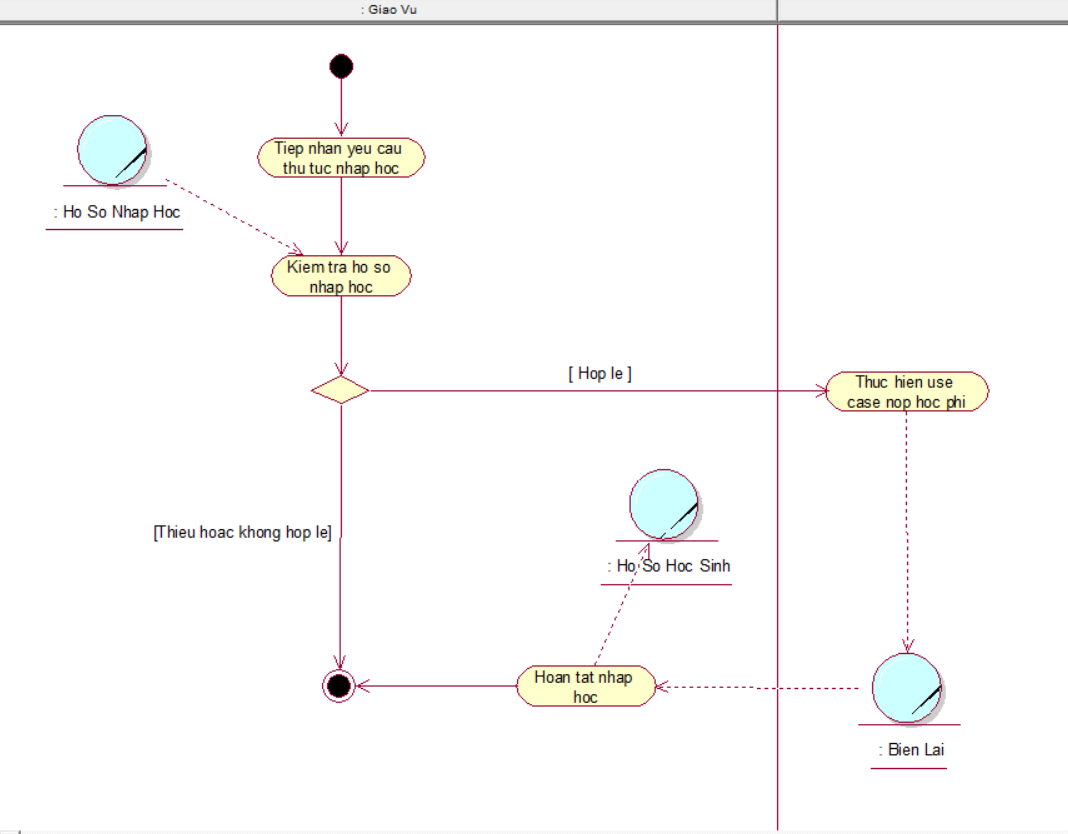 : Giao Vu
Tiep nhan yeu cau
thu tuc nhap hoc
: Ho So Nhap Hoc
Kiem tra ho so
nhap hoc
[ Hop le ]
Thuc hien use
case nop hoc phi
[Thieu hoac khong hop le]
: Ho So Hoc Sinh
Hoan tat nhap
hoc
: Bien Lai